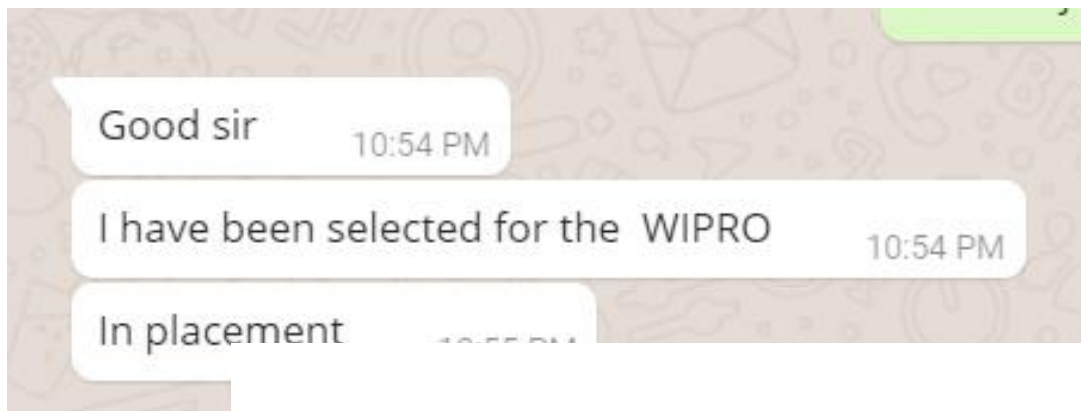 Good sir
10:54 PM
I have been selected for the WIPRO
10:54 PM
In placement